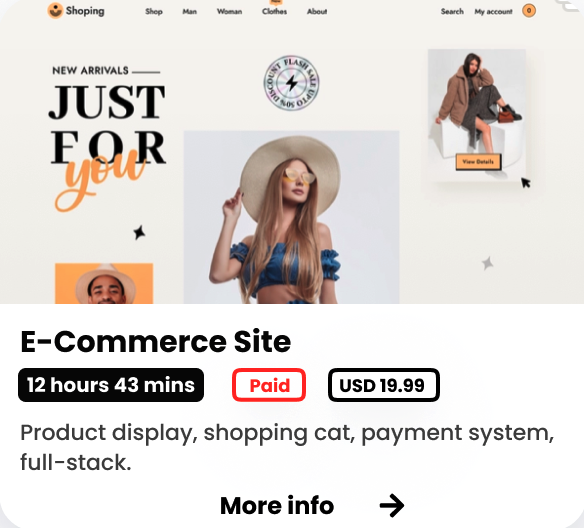 Shoping
Shop Man Woman Clothes About
Search My account 0
NEW ARRIVALS
JUST
FOR
you
FLASH SALE UPTO 50% DISCOUNT
View Details
E-Commerce Site
12 hours 43 mins Paid USD 19.99
Product display, shopping cat, payment system,
full-stack.
More info